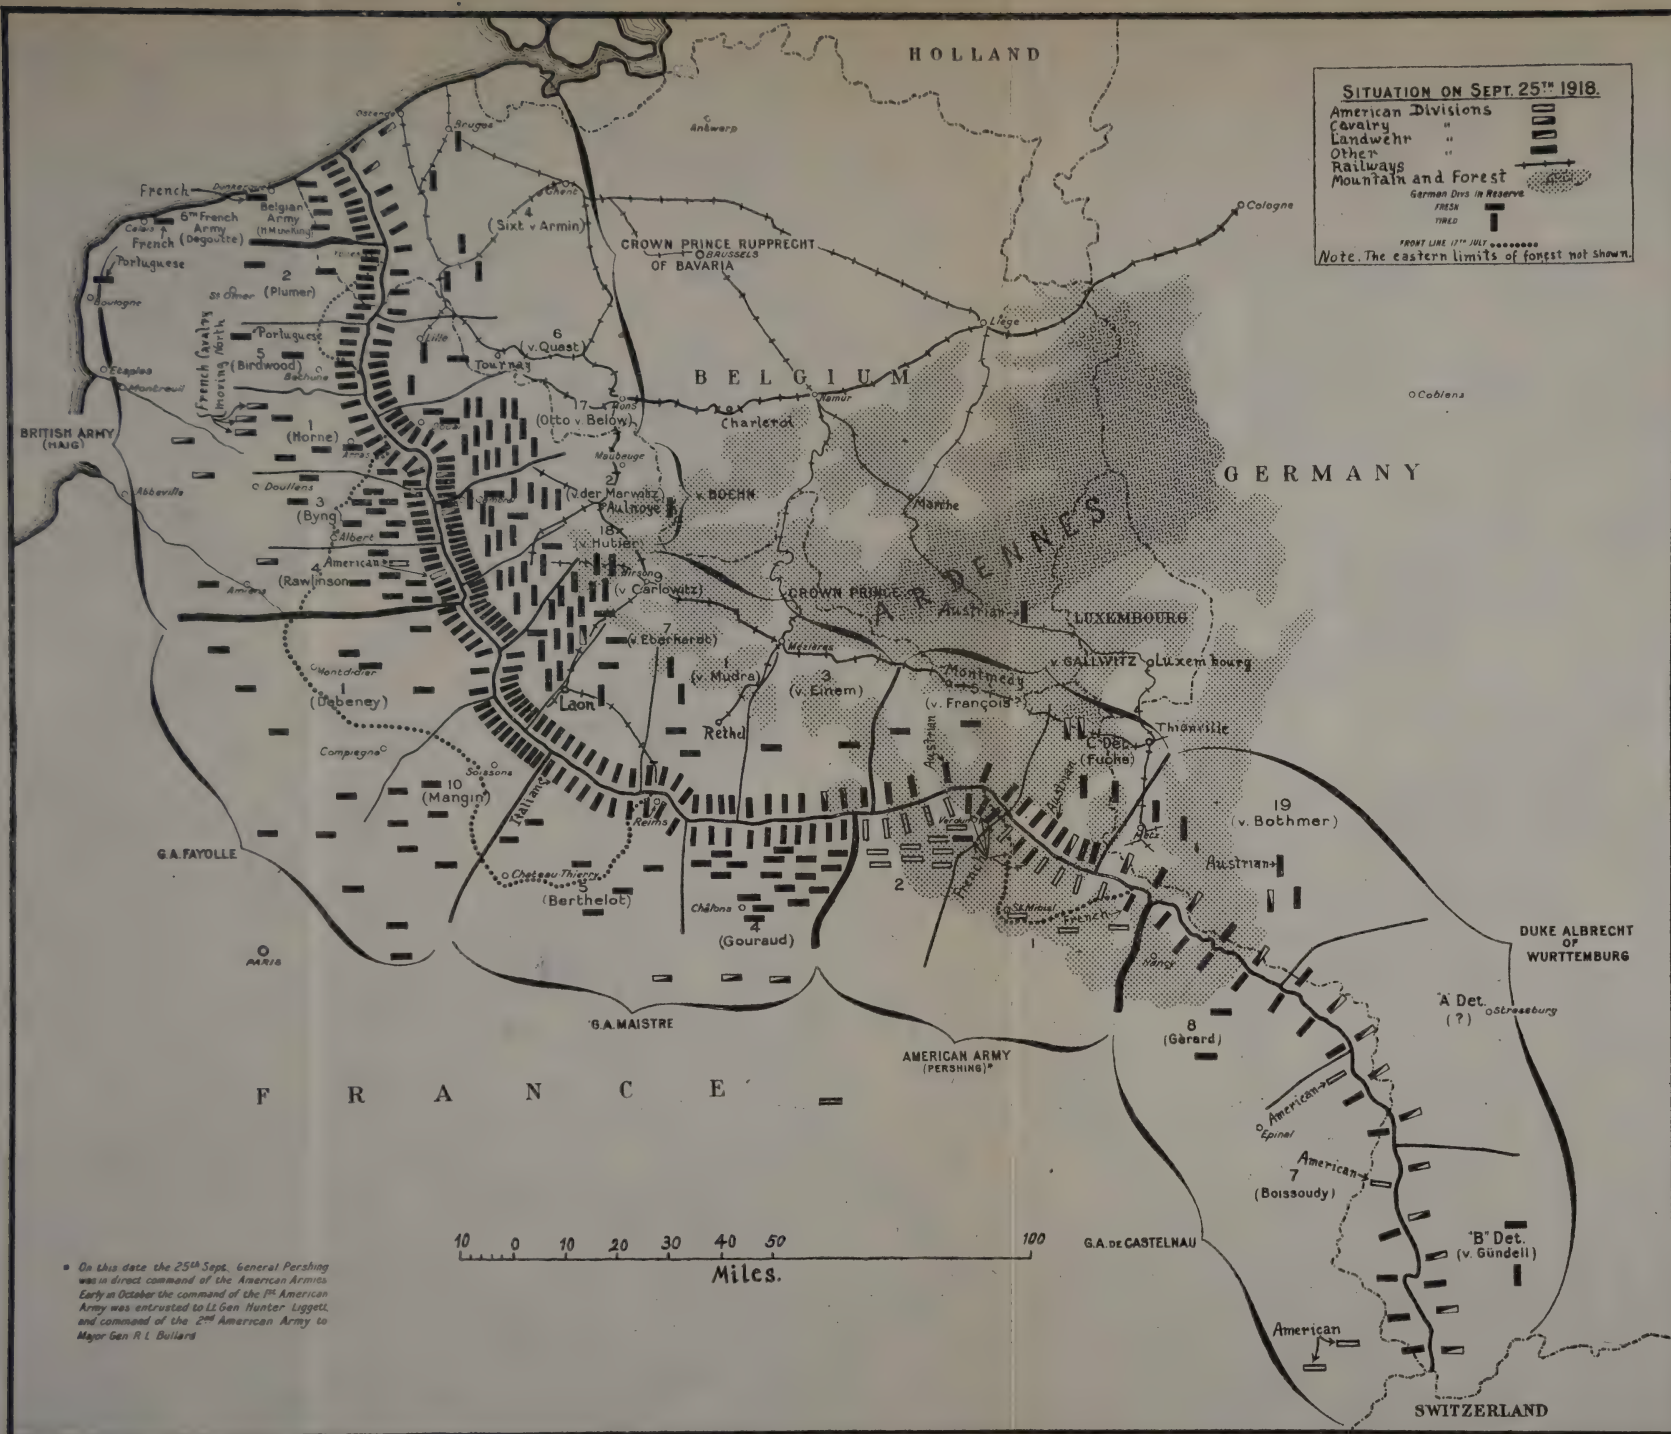 HOLLAND
SITUATION ON SEPT. 25TH 1918.
American Divisions
Cavalry "
Landwehr "
Other "
Railways
Mountain and Forest
German Divs in Reserve
FRESH
TIRED
FRONT LINE 17TH JULY
Note. The eastern limits of forest not shown.
Ostende
Bruges
Antwerp
Ghent
Cologne
French
Dunkerque
Belgian
Army
6TH French
Army
(Degoutte)
Calais
French
4
(Sixt v Armin)
CROWN PRINCE RUPPRECHT
OF BAVARIA
BRUSSELS
Portuguese
Boulogne
2
(Plumer)
St Omer
Ypres
Liége
French Cavalry
moving North
Portuguese
5
(Birdwood)
Bethune
Lille
6
(v. Quast)
Tournay
BELGIUM
Namur
Charleroi
Etaples
Montreuil
Coblens
BRITISH ARMY
(HAIG)
1
(Horne)
Arras
Douai
17
(Otto v. Below)
Mons
Maubeuge
GERMANY
Abbeville
Doullens
3
(Byng)
Albert
Cambrai
2
(v. der Marwitz)
Aulnoye
v. BOEHN
Marche
ARDENNES
American
4
(Rawlinson)
Amiens
18
(v. Hutier)
Hirson
9
(v Carlowitz)
CROWN PRINCE
Austrian
LUXEMBOURG
7
(v. Eberhardt)
Mézières
v. GALLWITZ
Luxembourg
Montdidier
1
(Debeney)
Laon
1
(v. Mudra)
3
(v. Einem)
Montmedy
5
(v. François?)
Rethel
Austrian
Thionville
"C" Det.
(Fuchs)
Compiegne
Soissons
10
(Mangin)
Italians
Reims
Verdun
Austrian
Metz
19
(v. Bothmer)
Austrian
G.A. FAYOLLE
Chateau-Thierry
5
(Berthelot)
Châlons
4
(Gouraud)
2
French
St Mihiel
French
1
Nancy
PARIS
DUKE ALBRECHT
OF
WURTTEMBURG
G.A. MAISTRE
AMERICAN ARMY
(PERSHING)*
8
(Gèrard)
"A" Det.
(?)
Strassburg
FRANCE
American
Epinal
American
7
(Boissoudy)
G.A. DE CASTELNAU
"B" Det.
(v. Gündell)
10 0 10 20 30 40 50 100
Miles.
On this date the 25th Sept. General Pershing
was in direct command of the American Armies
Early in October the command of the 1st American
Army was entrusted to Lt Gen Hunter Liggett,
and command of the 2nd American Army to
Major Gen R L Bullard
American
SWITZERLAND